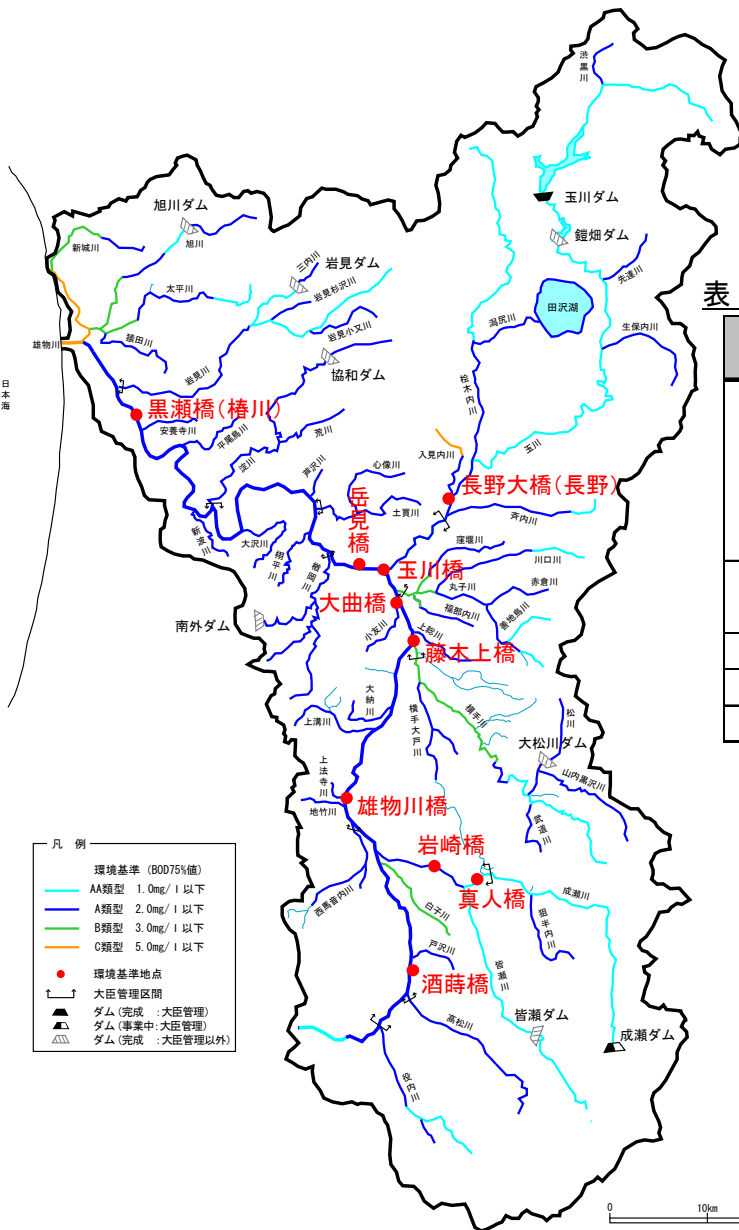 渋黒川
玉川ダム
鎧畑ダム
先達川
旭川ダム
旭川
新城川
岩見ダム
三内川
岩見杉沢川
太平川
表
田沢湖
潟尻川
生保内川
岩見小又川
猿田川
雄物川
協和ダム
岩見川
日本海
桧木内川
黒瀬橋(椿川)
安養寺川
平尾鳥川
荒川
玉川
淀川
戸沢川
心像川
入見内川
長野大橋(長野)
岳見橋
土買川
斉内川
新波川
大沢川
栩平川
楢岡川
窪堰川
川口川
玉川橋
丸子川
赤倉川
大曲橋
福部内川
善地鳥川
南外ダム
小友川
上総川
藤木上橋
大納川
横手川
松川
上溝川
横手大戸川
大松川ダム
山内黒沢川
上法寺川
雄物川橋
地竹川
武道川
岩崎橋
真人橋
成瀬川
西馬音内川
白子川
狙半内川
戸沢川
酒蒔橋
皆瀬川
高松川
皆瀬ダム
成瀬ダム
役内川
凡 例
環境基準 (BOD75%値)
AA類型 1.0mg/l以下
A類型 2.0mg/l以下
B類型 3.0mg/l以下
C類型 5.0mg/l以下
環境基準地点
大臣管理区間
ダム(完成 :大臣管理)
ダム(事業中:大臣管理)
ダム(完成 :大臣管理以外)
0 10km